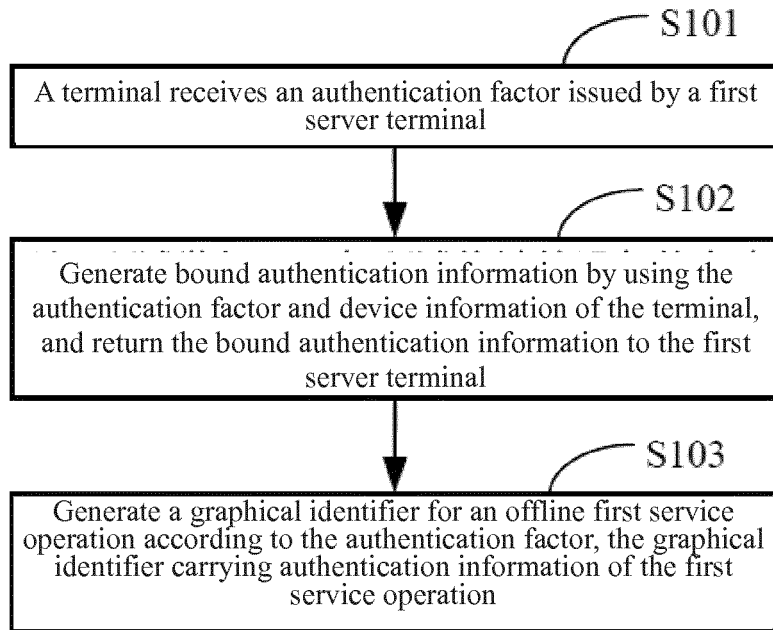 S101
A terminal receives an authentication factor issued by a first
server terminal
S102
Generate bound authentication information by using the
authentication factor and device information of the terminal,
and return the bound authentication information to the first
server terminal
S103
Generate a graphical identifier for an offline first service
operation according to the authentication factor, the graphical
identifier carrying authentication information of the first
service operation